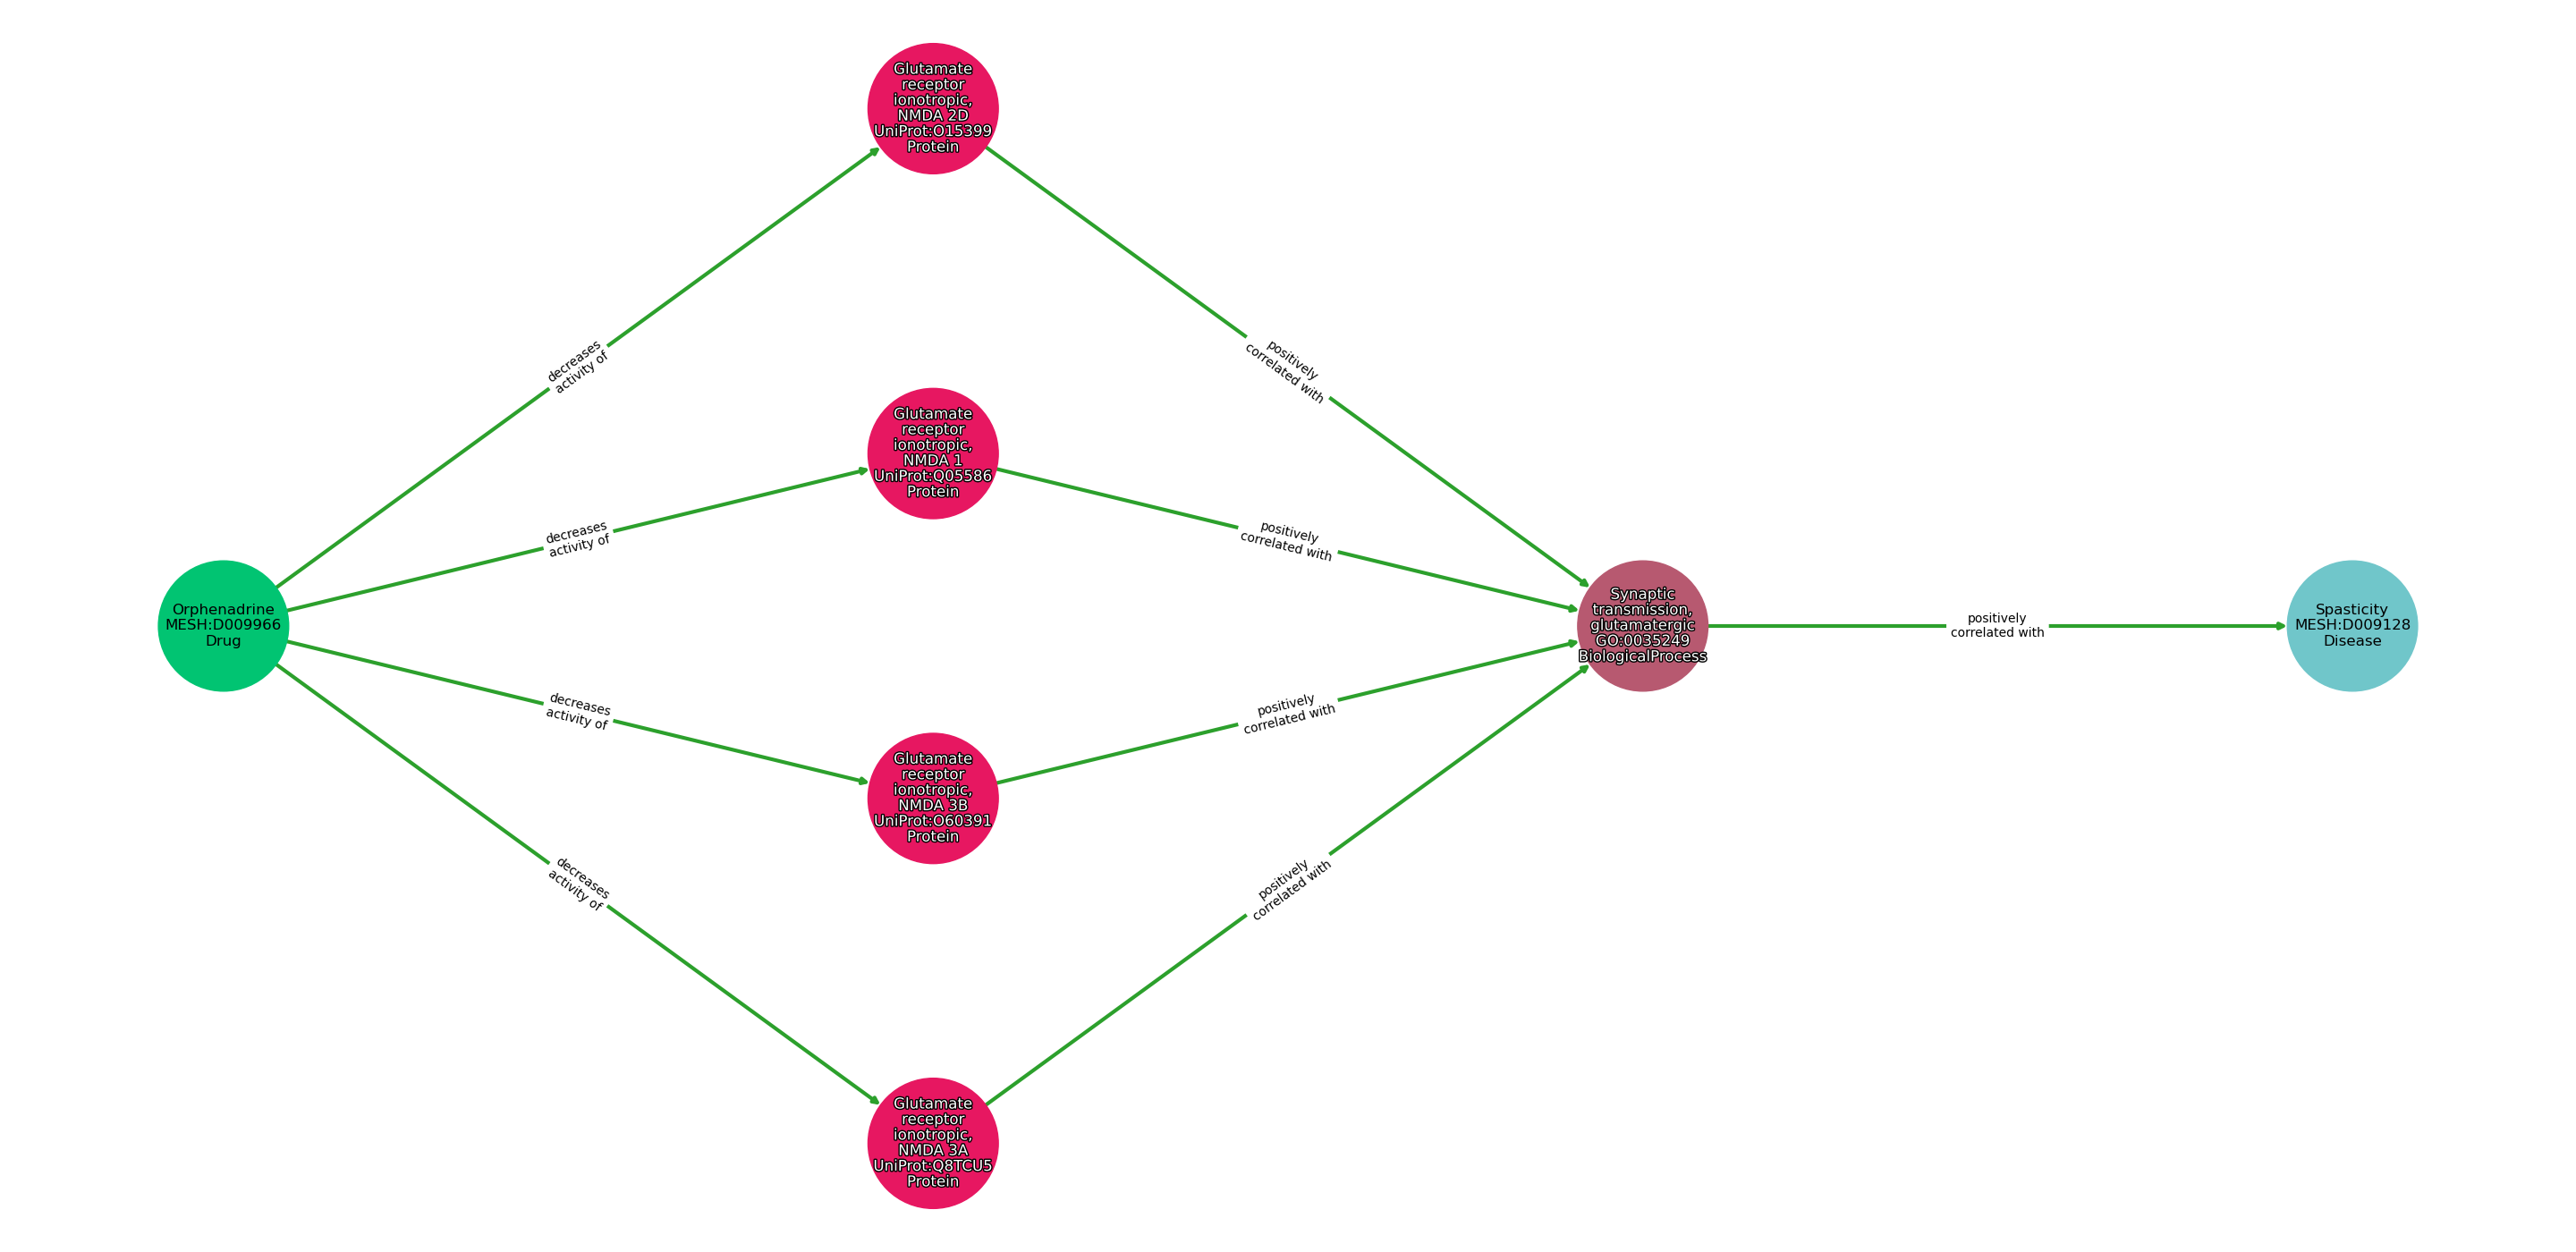 Glutamate
receptor
ionotropic,
NMDA 2D
UniProt:O15399
Protein
decreases
activity of
positively
correlated with
Glutamate
receptor
ionotropic,
NMDA 1
UniProt:Q05586
Protein
decreases
activity of
positively
correlated with
Orphenadrine
MESH:D009966
Drug
Synaptic
transmission,
glutamatergic
GO:0035249
BiologicalProcess
positively
correlated with
Spasticity
MESH:D009128
Disease
decreases
activity of
positively
correlated with
Glutamate
receptor
ionotropic,
NMDA 3B
UniProt:O60391
Protein
decreases
activity of
positively
correlated with
Glutamate
receptor
ionotropic,
NMDA 3A
UniProt:Q8TCU5
Protein